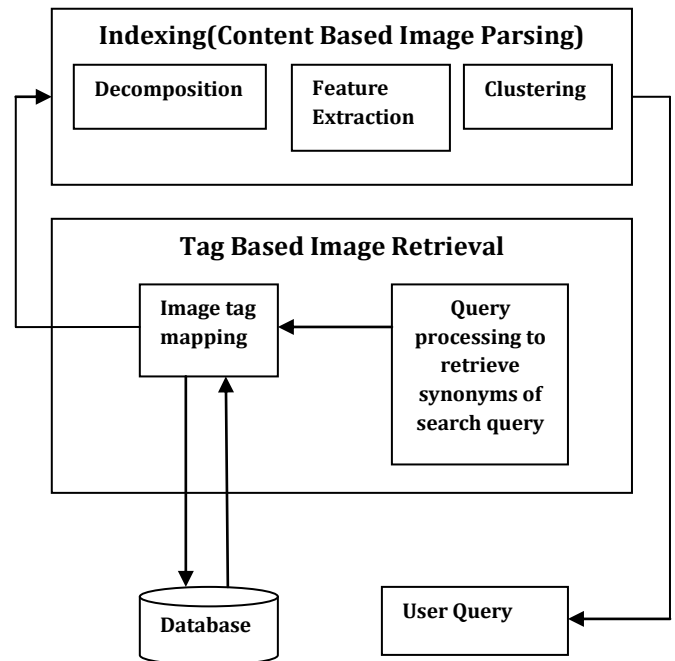 Indexing(Content Based Image Parsing)
Decomposition
Feature
Extraction
Clustering
Tag Based Image Retrieval
Image tag
mapping
Query
processing to
retrieve
synonyms of
search query
Database
User Query